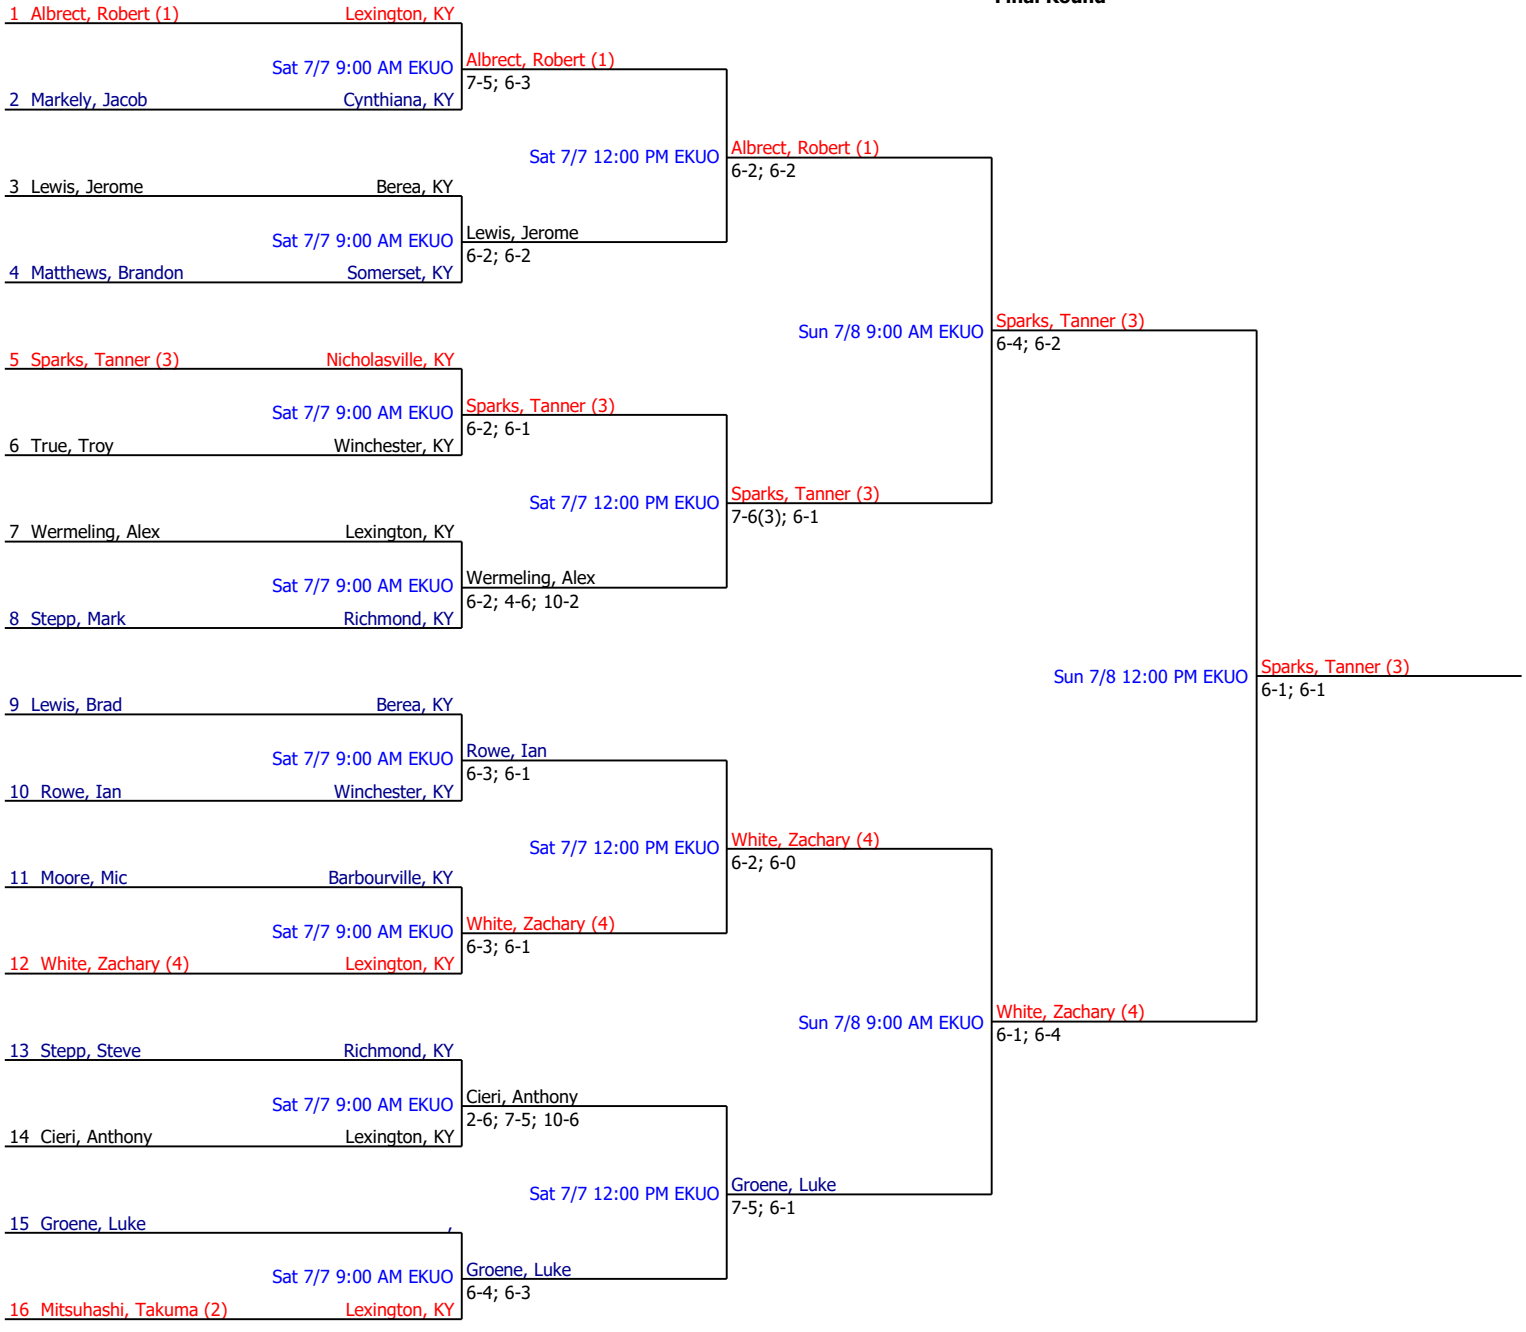 Final Round
1 Albrect, Robert (1) Lexington, KY
Sat 7/7 9:00 AM EKUO
2 Markely, Jacob Cynthiana, KY
3 Lewis, Jerome Berea, KY
Sat 7/7 9:00 AM EKUO
4 Matthews, Brandon Somerset, KY
5 Sparks, Tanner (3) Nicholasville, KY
Sat 7/7 9:00 AM EKUO
6 True, Troy Winchester, KY
7 Wermeling, Alex Lexington, KY
Sat 7/7 9:00 AM EKUO
8 Stepp, Mark Richmond, KY
9 Lewis, Brad Berea, KY
Sat 7/7 9:00 AM EKUO
10 Rowe, Ian Winchester, KY
11 Moore, Mic Barbourville, KY
Sat 7/7 9:00 AM EKUO
12 White, Zachary (4) Lexington, KY
13 Stepp, Steve Richmond, KY
Sat 7/7 9:00 AM EKUO
14 Cieri, Anthony Lexington, KY
15 Groene, Luke ,
Sat 7/7 9:00 AM EKUO
16 Mitsuhashi, Takuma (2) Lexington, KY
Albrect, Robert (1)
7-5; 6-3
Sat 7/7 12:00 PM EKUO
Lewis, Jerome
6-2; 6-2
Sparks, Tanner (3)
6-2; 6-1
Sat 7/7 12:00 PM EKUO
Wermeling, Alex
6-2; 4-6; 10-2
Rowe, Ian
6-3; 6-1
Sat 7/7 12:00 PM EKUO
White, Zachary (4)
6-3; 6-1
Cieri, Anthony
2-6; 7-5; 10-6
Sat 7/7 12:00 PM EKUO
Groene, Luke
6-4; 6-3
Albrect, Robert (1)
6-2; 6-2
Sun 7/8 9:00 AM EKUO
Sparks, Tanner (3)
7-6(3); 6-1
White, Zachary (4)
6-2; 6-0
Sun 7/8 9:00 AM EKUO
Groene, Luke
7-5; 6-1
Sparks, Tanner (3)
6-4; 6-2
Sun 7/8 12:00 PM EKUO
White, Zachary (4)
6-1; 6-4
Sparks, Tanner (3)
6-1; 6-1